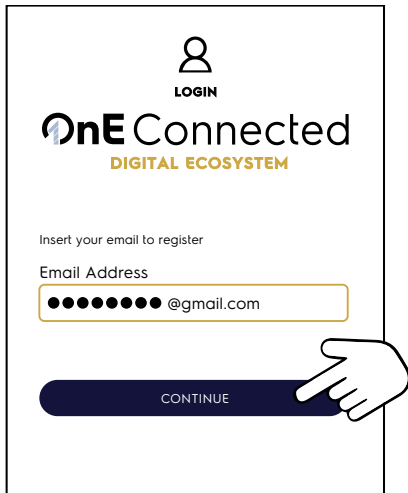 LOGIN
OnE Connected
DIGITAL ECOSYSTEM
Insert your email to register
Email Address
●●●●●●●● @gmail.com
CONTINUE